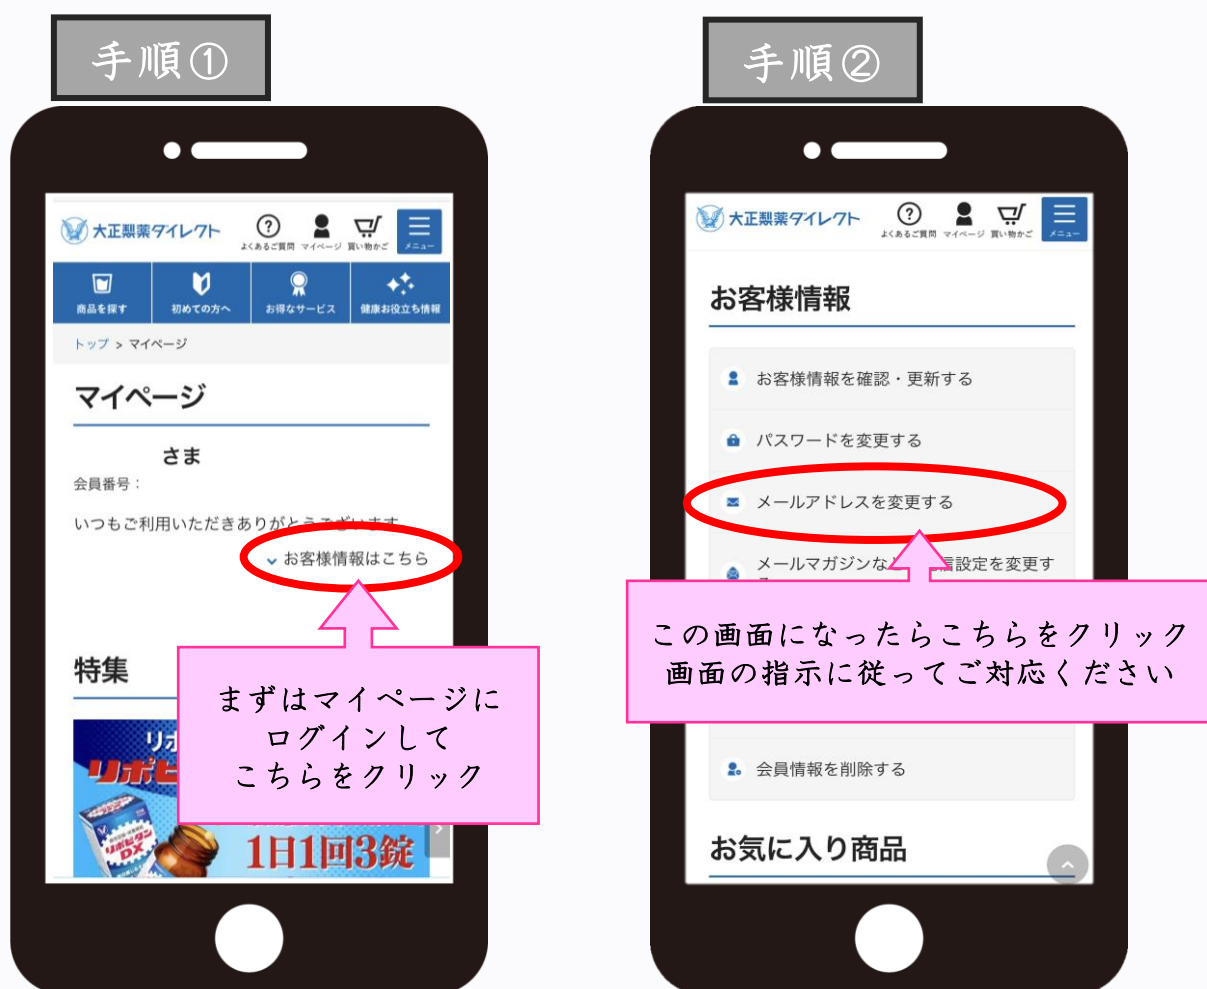 手順①
大正製薬ダイレクト
よくあるご質問 マイページ 買い物かご メニュー
商品を探す 初めての方へ お得なサービス 健康お役立ち情報
トップ > マイページ
マイページ
さま
会員番号：
いつもご利用いただきありがとうございます
お客様情報はこちら
特集
まずはマイページに
ログインして
こちらをクリック
リポビタン
DX
1日1回3錠
手順②
大正製薬ダイレクト
よくあるご質問 マイページ 買い物かご メニュー
お客様情報
お客様情報を確認・更新する
パスワードを変更する
メールアドレスを変更する
メールマガジンな 信設定を変更す
この画面になったらこちらをクリック
画面の指示に従ってご対応ください
会員情報を削除する
お気に入り商品